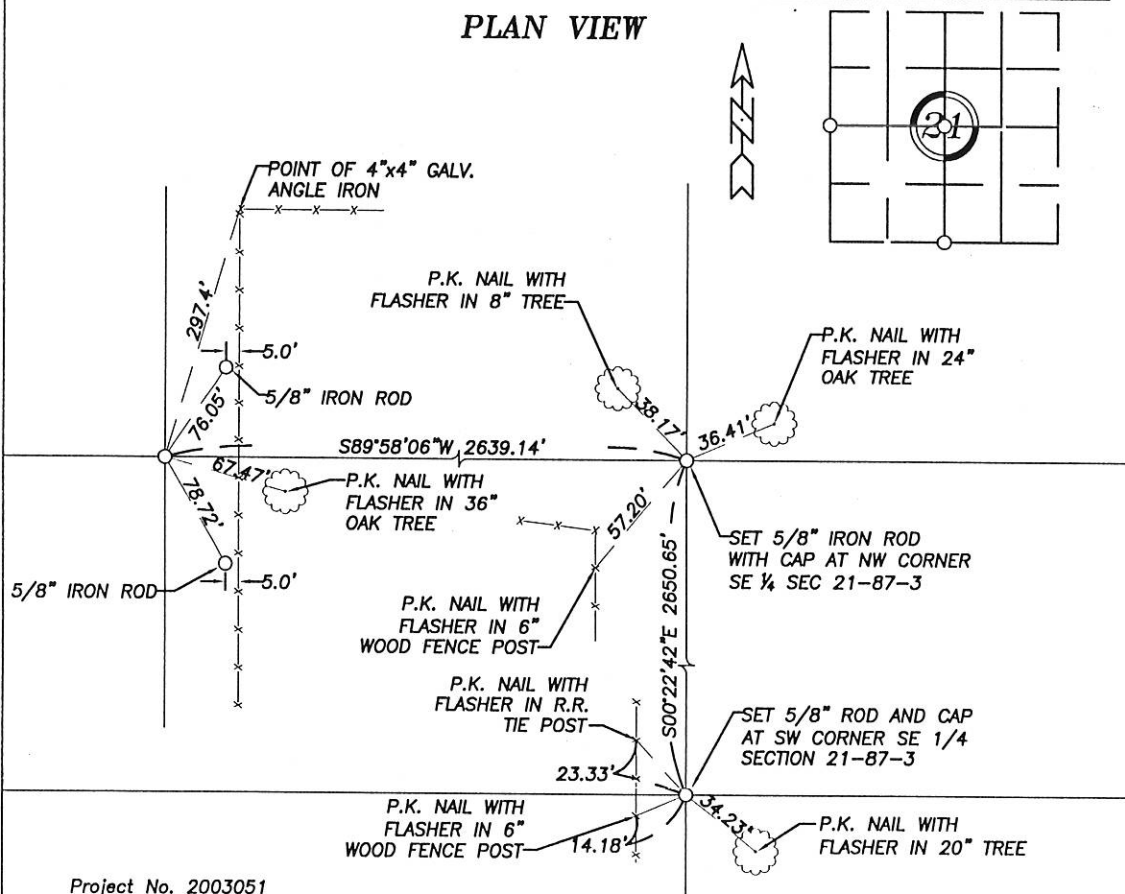 PLAN VIEW
N
21
POINT OF 4"x4" GALV.
ANGLE IRON
297.4'
5.0'
5/8" IRON ROD
76.05'
67.47'
78.72'
P.K. NAIL WITH
FLASHER IN 36"
OAK TREE
5/8" IRON ROD
5.0'
S89°58'06"W 2639.14'
P.K. NAIL WITH
FLASHER IN 8" TREE
38.17'
36.41'
P.K. NAIL WITH
FLASHER IN 24"
OAK TREE
57.20'
SET 5/8" IRON ROD
WITH CAP AT NW CORNER
SE ¼ SEC 21-87-3
P.K. NAIL WITH
FLASHER IN 6"
WOOD FENCE POST
S00°22'42"E 2650.65'
P.K. NAIL WITH
FLASHER IN R.R.
TIE POST
23.33'
SET 5/8" ROD AND CAP
AT SW CORNER SE 1/4
SECTION 21-87-3
P.K. NAIL WITH
FLASHER IN 6"
WOOD FENCE POST
14.18'
34.23'
P.K. NAIL WITH
FLASHER IN 20" TREE
Project No. 2003051